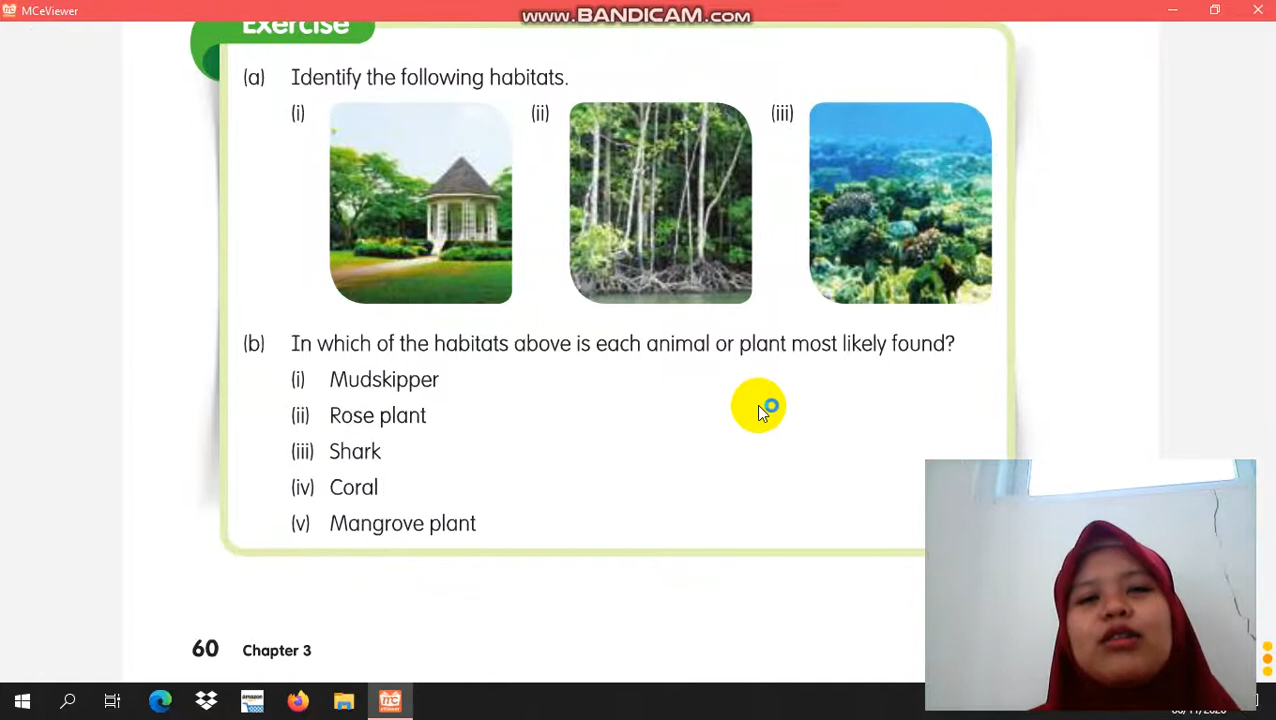 MCeViewer
www.BANDICAM.com
Exercise
(a) Identify the following habitats.
(i) (ii) (iii)
(b) In which of the habitats above is each animal or plant most likely found?
(i) Mudskipper
(ii) Rose plant
(iii) Shark
(iv) Coral
(v) Mangrove plant
60 Chapter 3